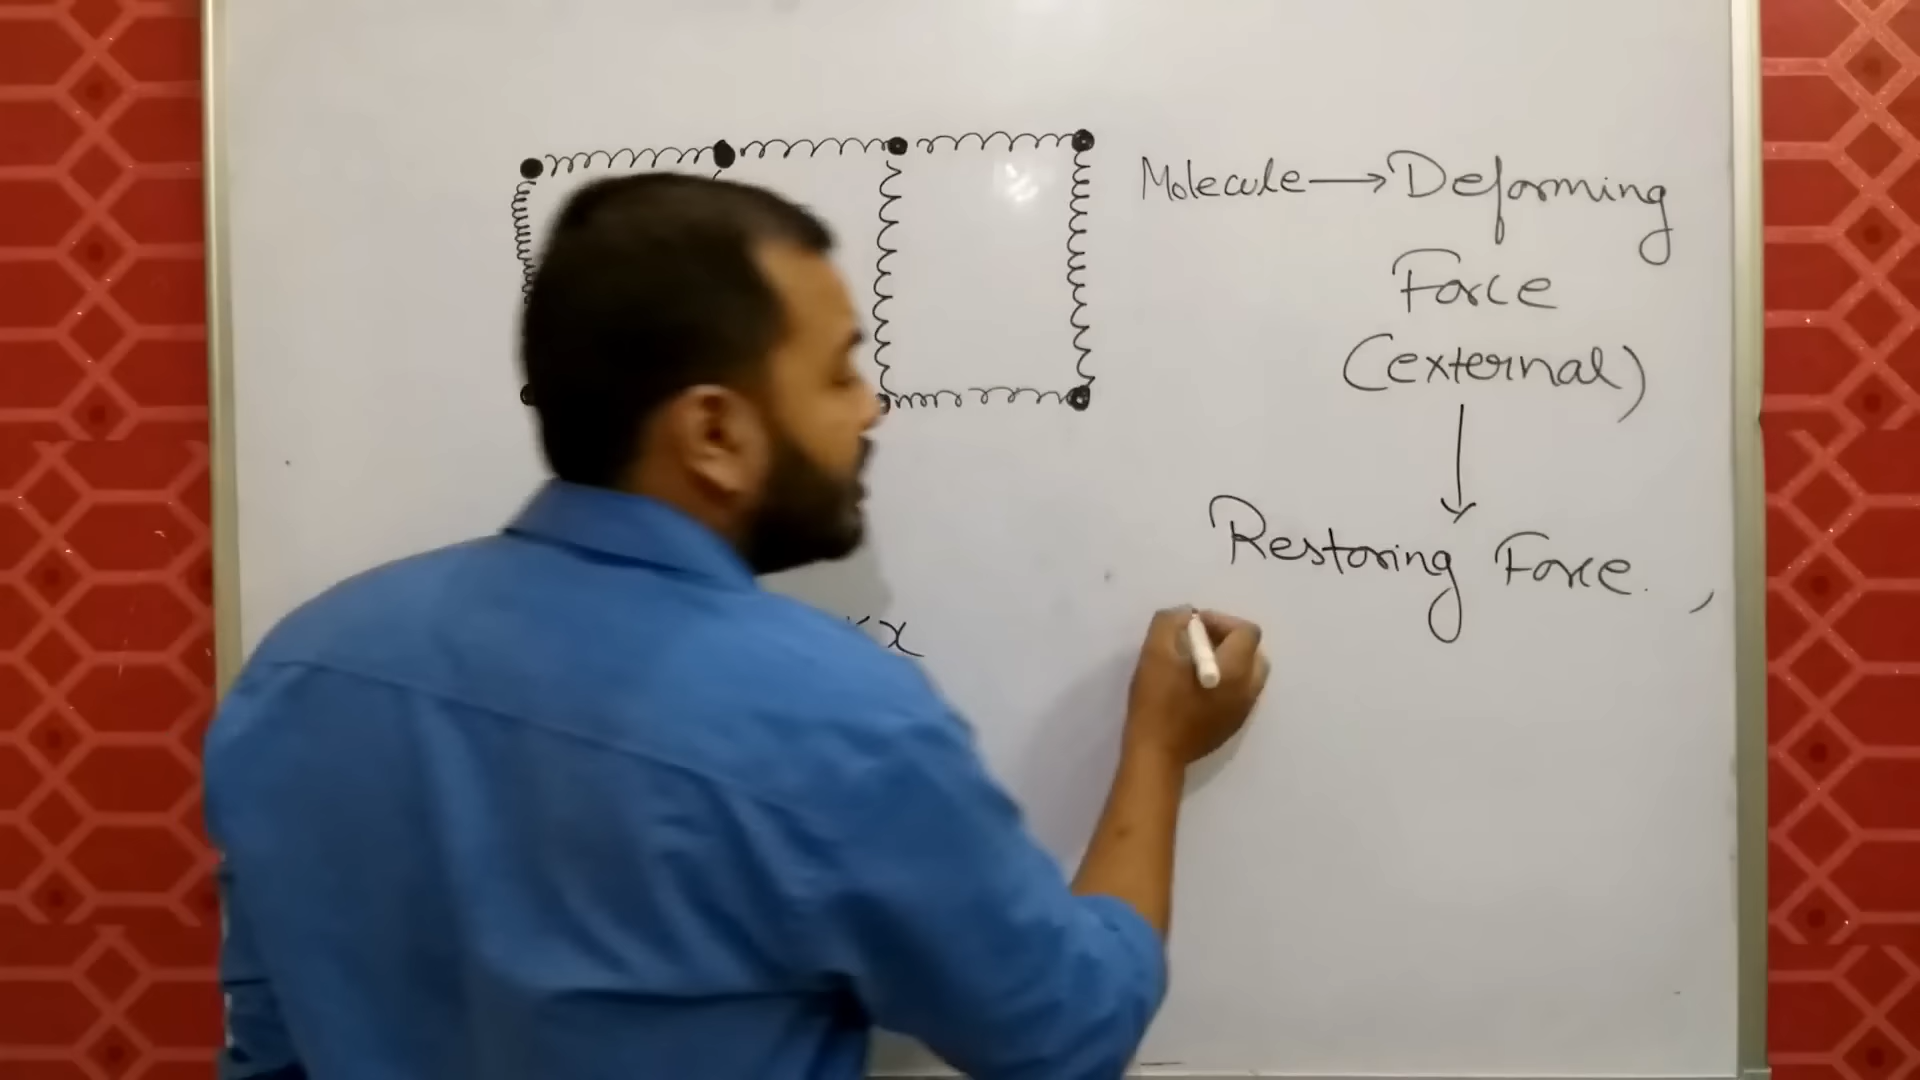 Molecule → Deforming
Force
(external)
↓
Restoring Force.,
x